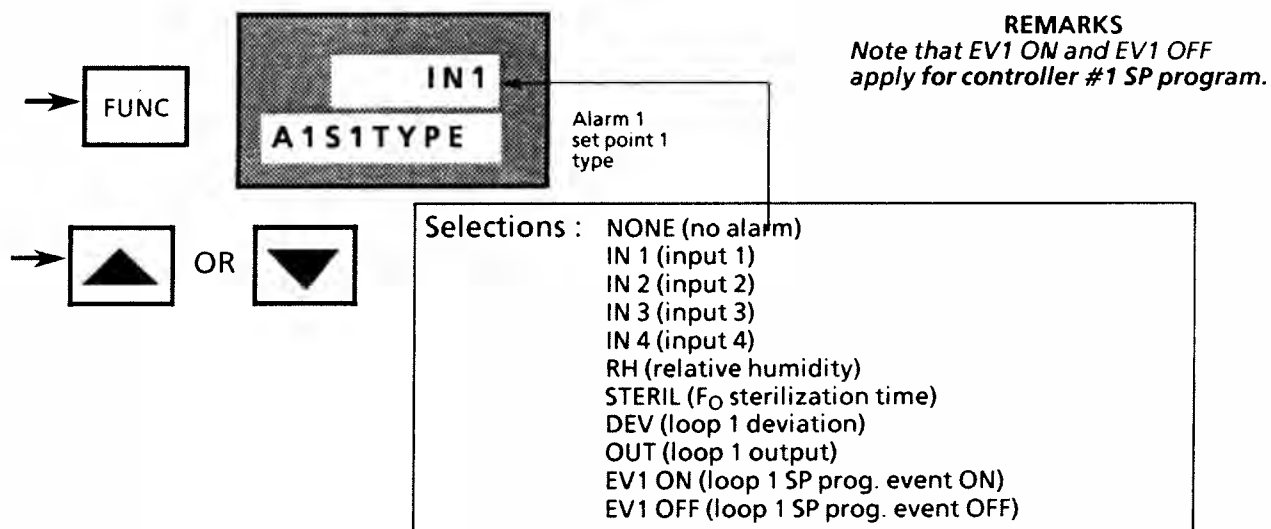 REMARKS
Note that EV1 ON and EV1 OFF
apply for controller #1 SP program.
FUNC
IN1
A1S1TYPE
Alarm 1
set point 1
type
OR
Selections : NONE (no alarm)
IN 1 (input 1)
IN 2 (input 2)
IN 3 (input 3)
IN 4 (input 4)
RH (relative humidity)
STERIL (FO sterilization time)
DEV (loop 1 deviation)
OUT (loop 1 output)
EV1 ON (loop 1 SP prog. event ON)
EV1 OFF (loop 1 SP prog. event OFF)